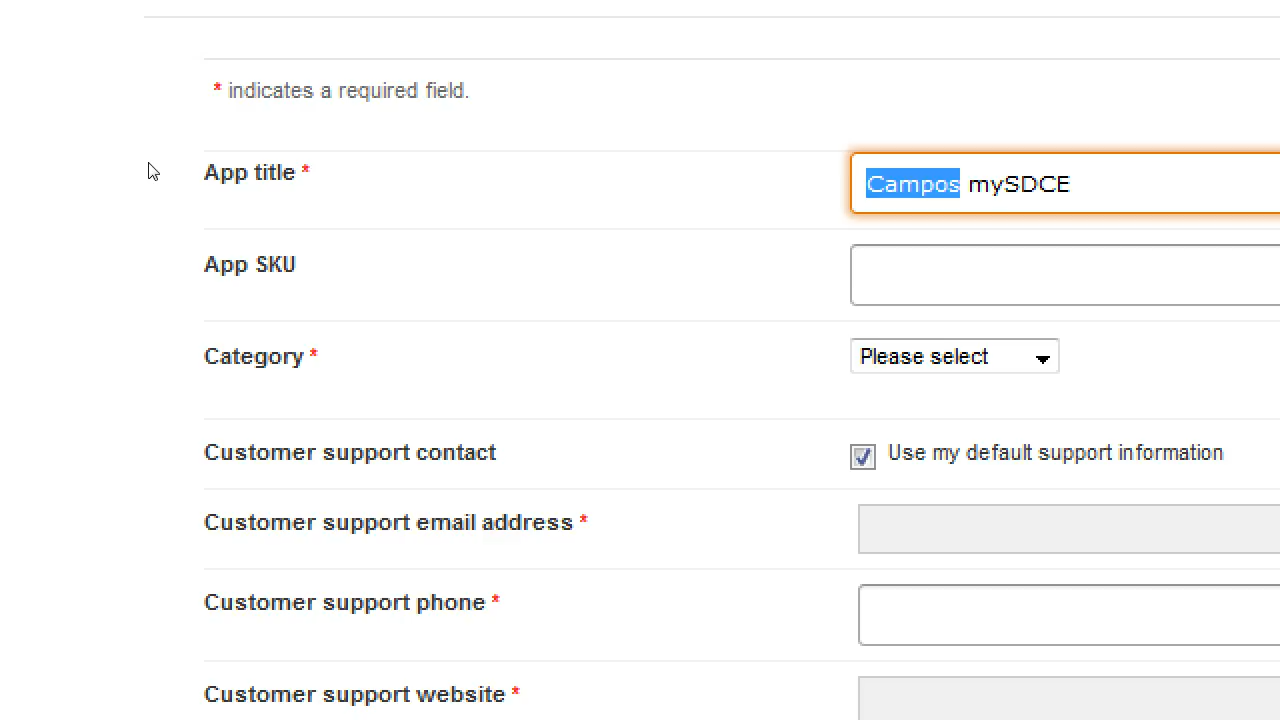 * indicates a required field.
App title * Campos mySDCE
App SKU
Category * Please select
Customer support contact Use my default support information
Customer support email address *
Customer support phone *
Customer support website *